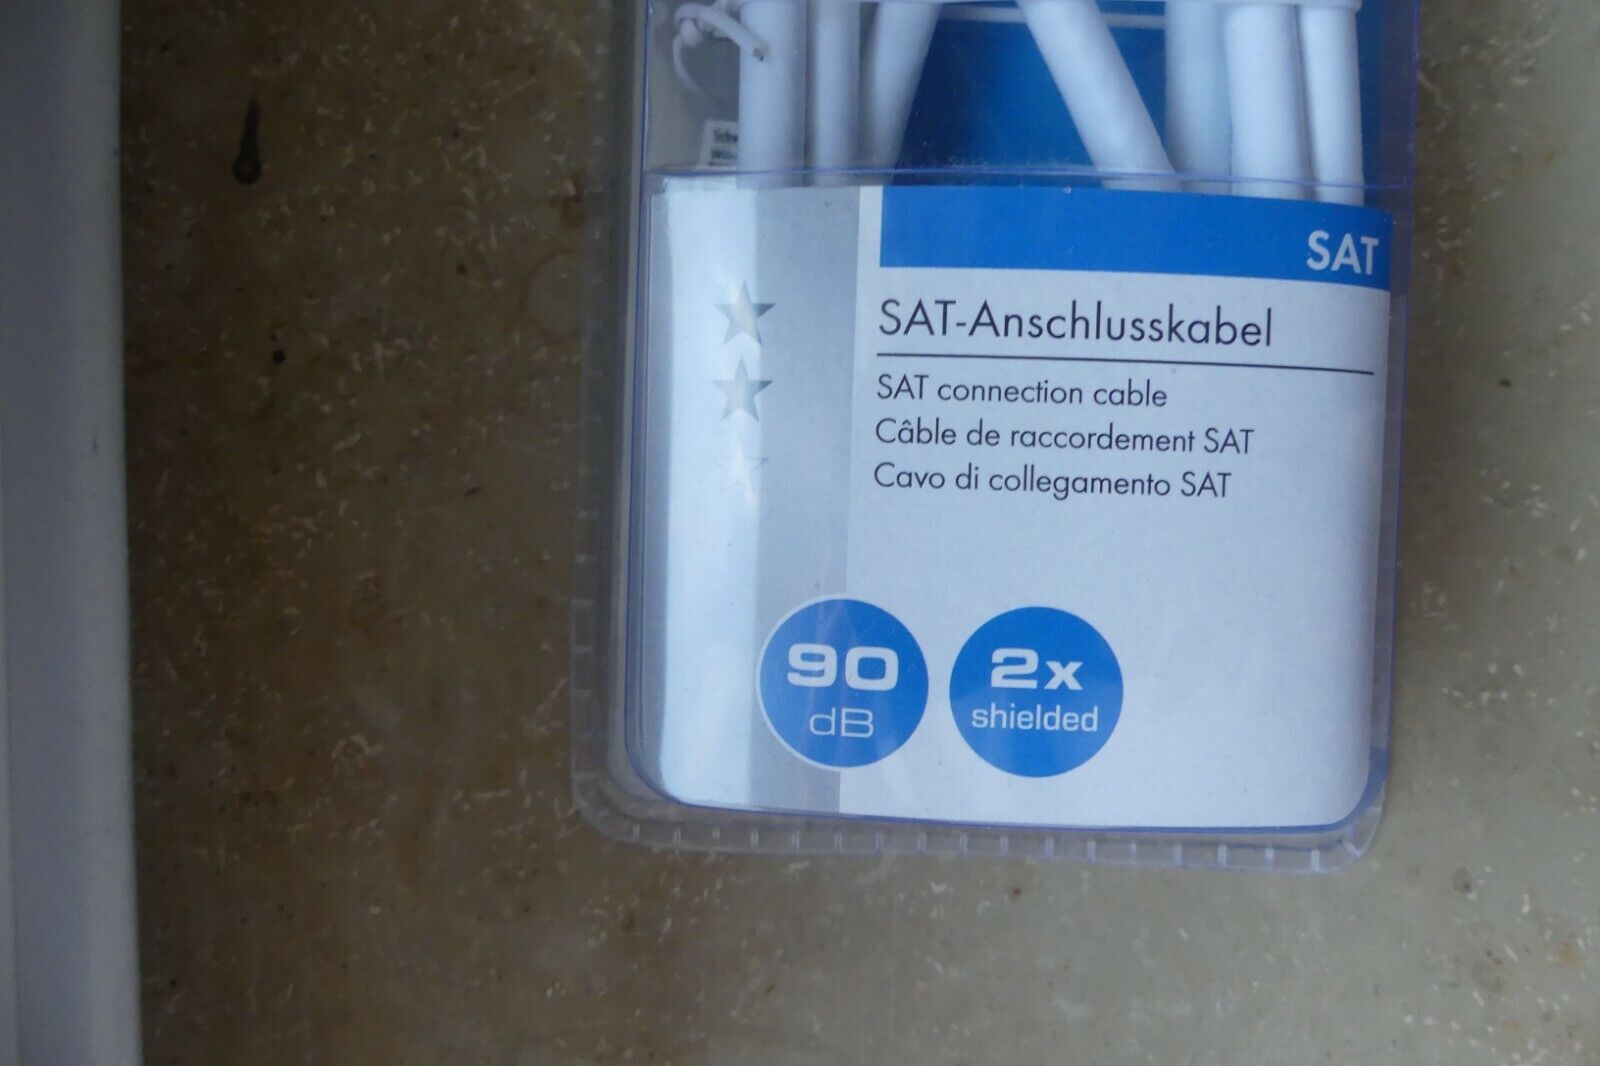 SAT
SAT-Anschlusskabel
SAT connection cable
Câble de raccordement SAT
Cavo di collegamento SAT
90
dB
2x
shielded